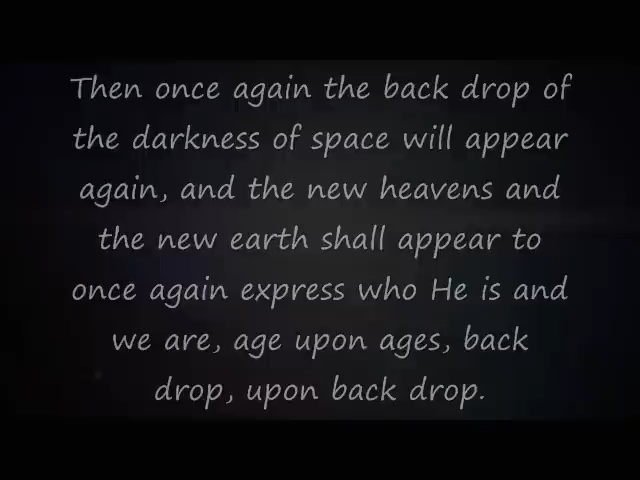 Then once again the back drop of
the darkness of space will appear
again, and the new heavens and
the new earth shall appear to
once again express who He is and
we are, age upon ages, back
drop, upon back drop.